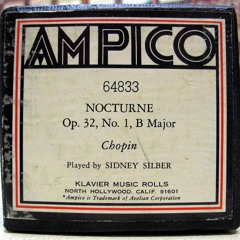 AMPICO
64833
NOCTURNE
Op. 32, No. 1, B Major
Chopin
Played by SIDNEY SILBER
KLAVIER MUSIC ROLLS
NORTH HOLLYWOOD, CALIF. 91601
*Ampico is Trademark of Aeolian Corporation